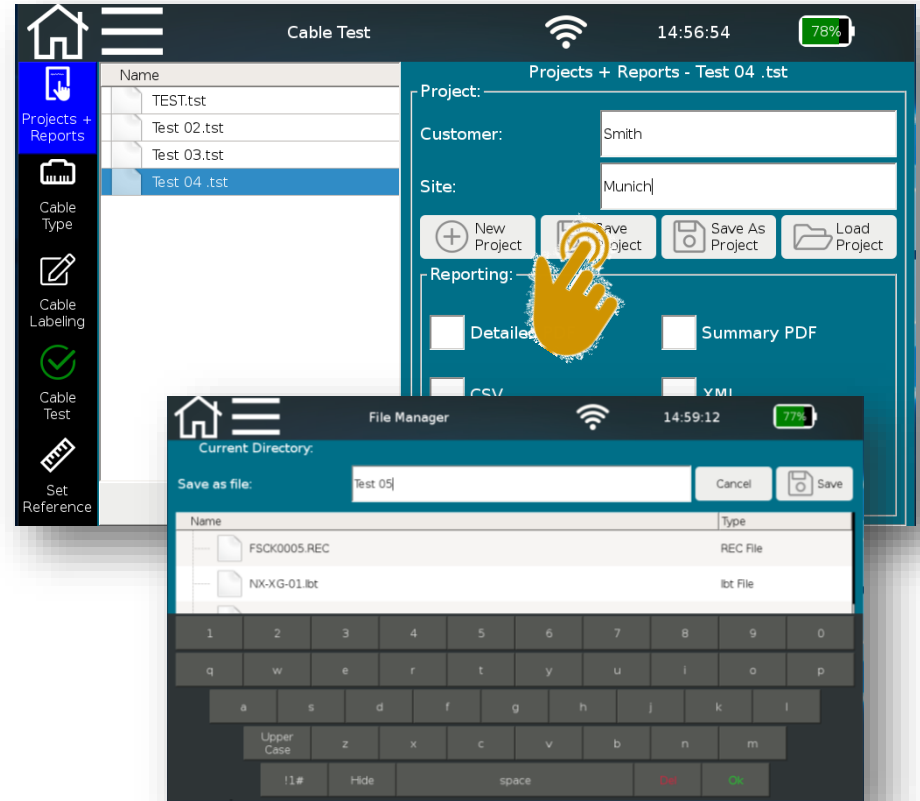 Cable Test 14:56:54 78%
Projects + Reports
Cable Type
Cable Labeling
Cable Test
Set Reference
Name
TEST.tst
Test 02.tst
Test 03.tst
Test 04 .tst
Projects + Reports - Test 04 .tst
Project:
Customer: Smith
Site: Munich
New Project Save Project Save As Project Load Project
Reporting:
Summary PDF
CSV XML
File Manager 14:59:12 77%
Current Directory:
Save as file: Test 05 Cancel Save
Name Type
FSCK0005.REC REC File
NX-XG-01.lbt lbt File
1 2 3 4 5 6 7 8 9 0
q w e r t y u i o p
a s d f g h j k l
Upper Case z x c v b n m
!1# Hide space Del Ok